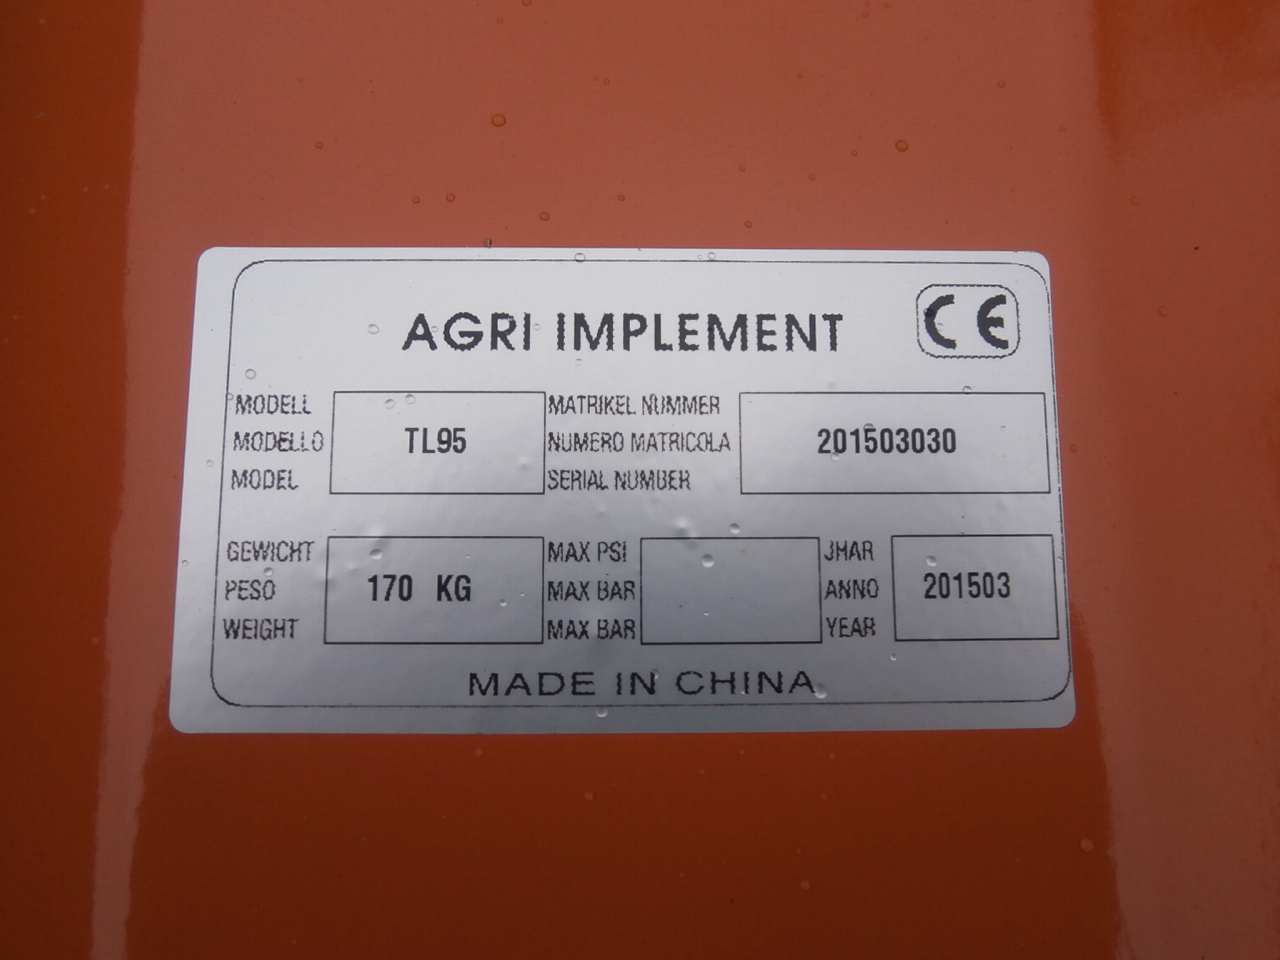 AGRI IMPLEMENT CE
MODELL
MODELLO
MODEL
TL95
MATRIKEL NUMMER
NUMERO MATRICOLA
SERIAL NUMBER
201503030
GEWICHT
PESO
WEIGHT
170 KG
MAX PSI
MAX BAR
MAX BAR
JHAR
ANNO
YEAR
201503
MADE IN CHINA